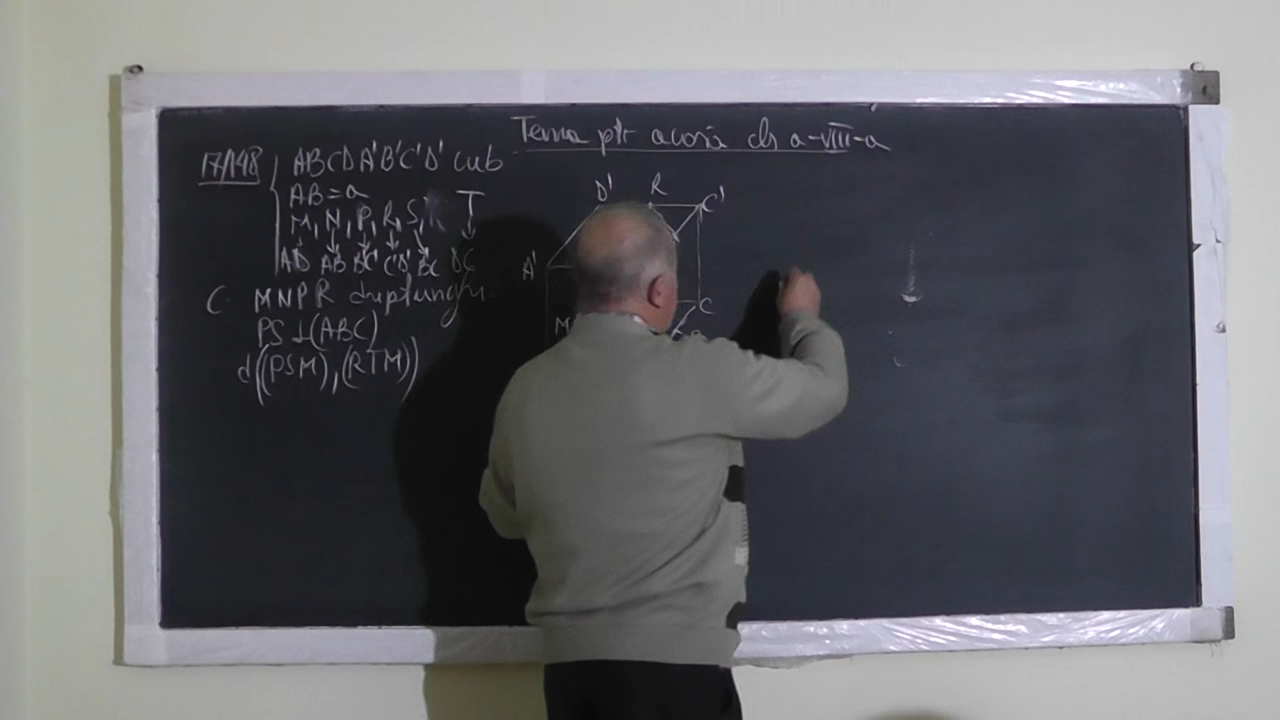 Tema ptr acasă cls a-VIII-a
17/148 ABCDA'B'C'D' cub
AB=a
M, N, P, R, S, T
↓ ↓ ↓ ↓ ↓ ↓
AD AB BC' C'D' BC DC
C. MNPR dreptunghi.
PS⊥(ABC)
d((PSM),(RTM))
D' R C'
A'
C
M